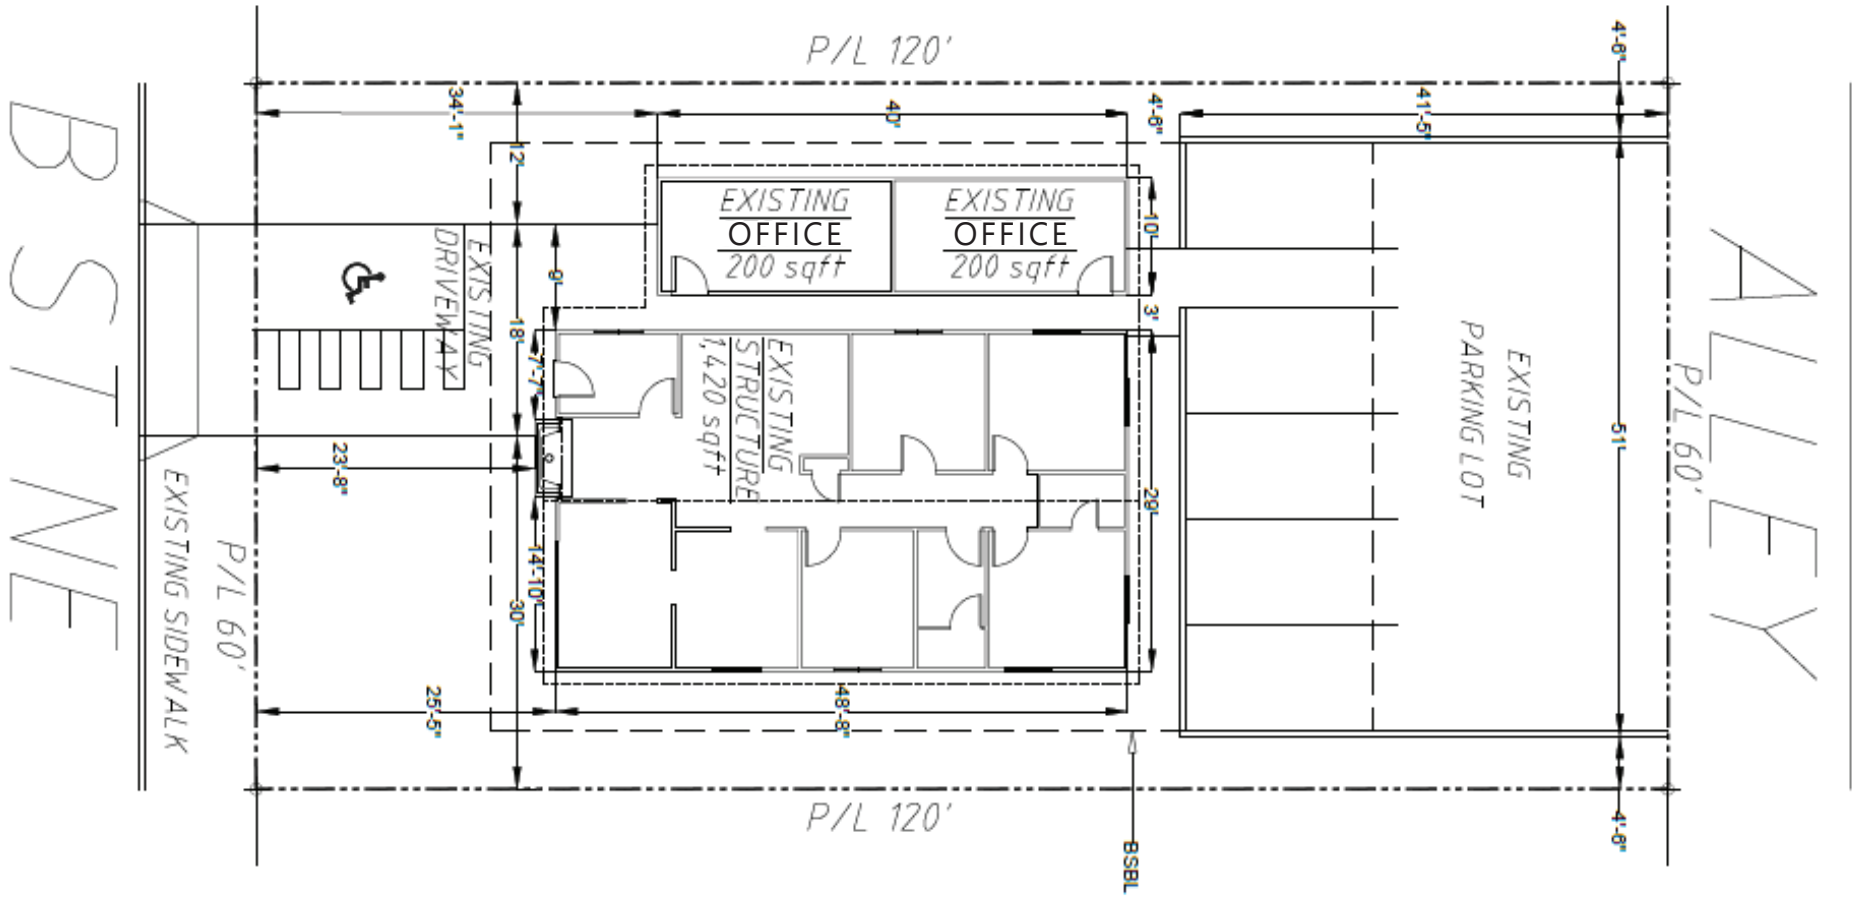 P/L 120'
4'-6"
34'-1"
40'
4'-6"
41'-5"
12'
10'
B ST NE
ALLEY
EXISTING
OFFICE
200 sqft
EXISTING
OFFICE
200 sqft
EXISTING
DRIVEWAY
9'
18'
3'
7'-7"
EXISTING
STRUCTURE
1,420 sqft
EXISTING
PARKING LOT
P/L 60'
51'
29'
23'-8"
14'-10"
30'
EXISTING SIDEWALK
P/L 60'
25'-5"
48'-8"
P/L 120'
4'-6"
BSBL